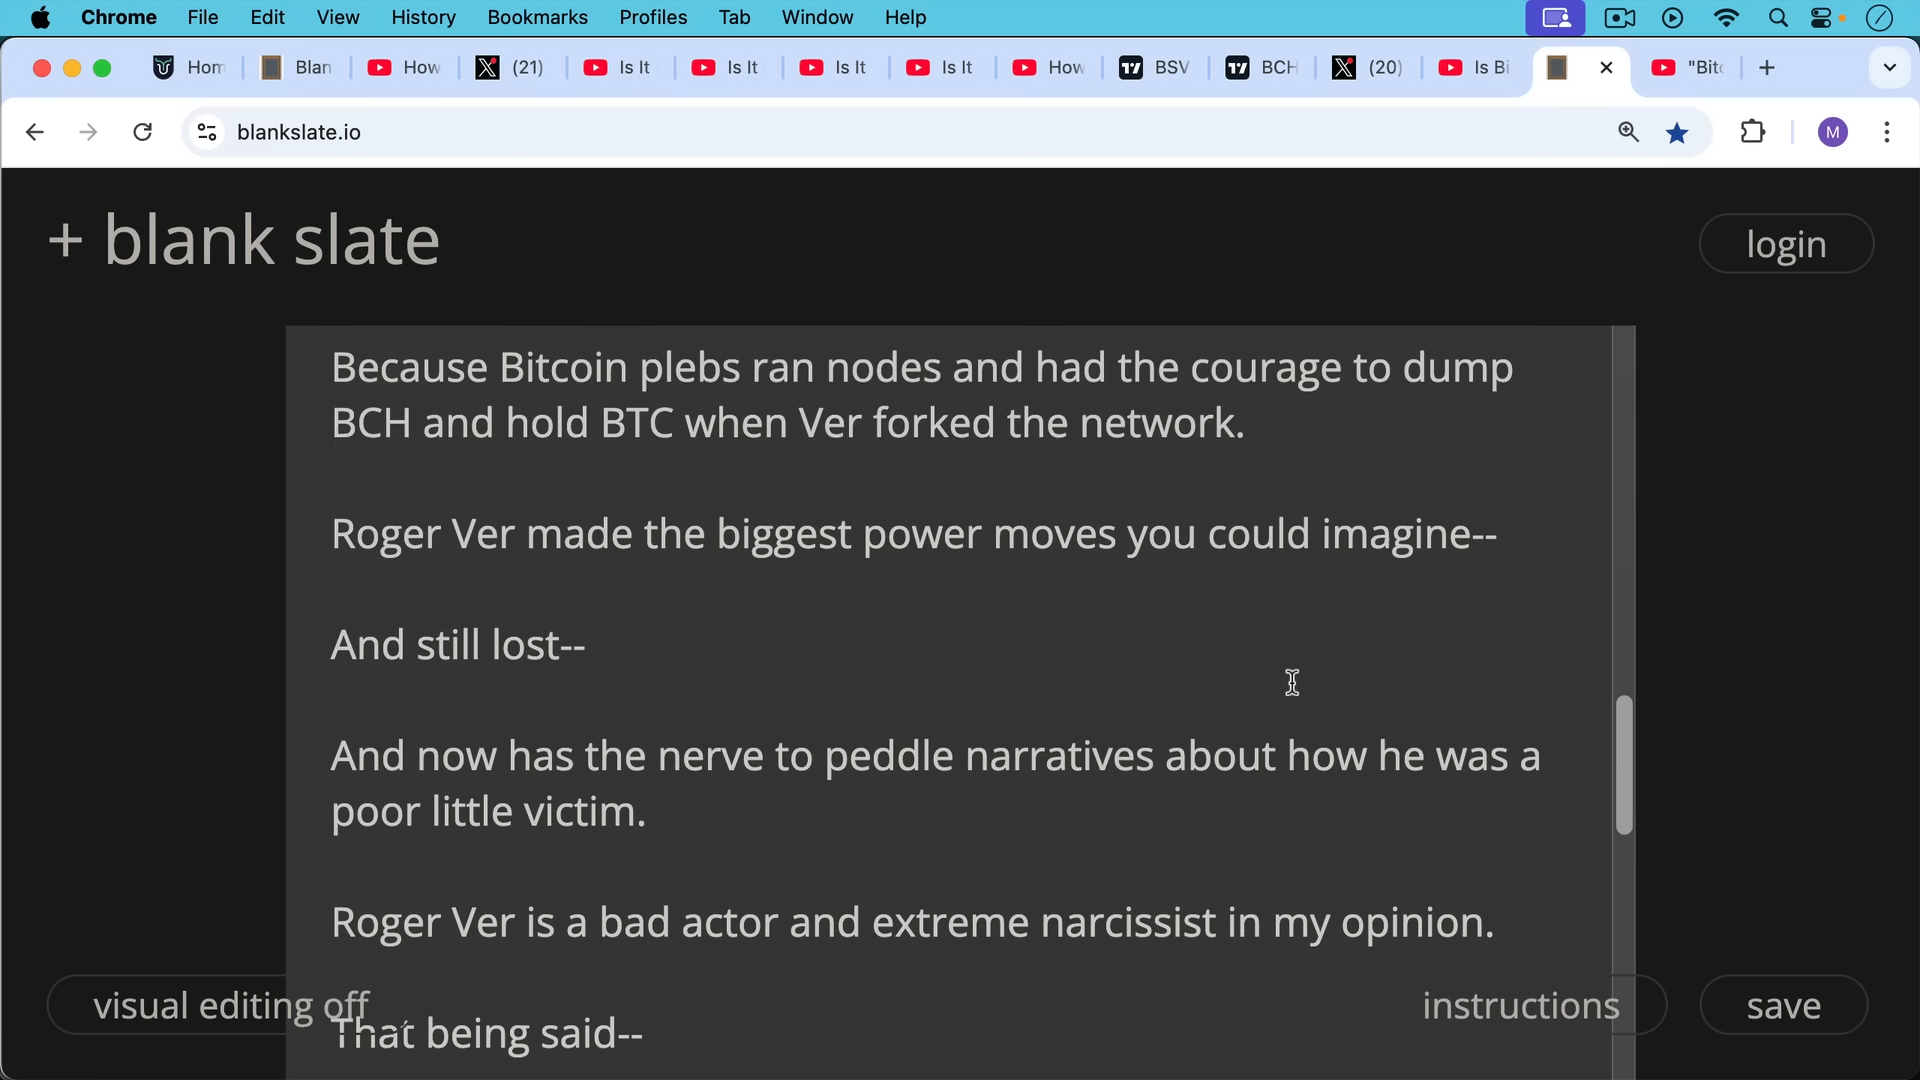 Chrome File Edit View History Bookmarks Profiles Tab Window Help
Hom Blan How (21) Is It Is It Is It Is It How BSV BCH (20) Is Bi "Bitc
blankslate.io M
+ blank slate
login
Because Bitcoin plebs ran nodes and had the courage to dump
BCH and hold BTC when Ver forked the network.
Roger Ver made the biggest power moves you could imagine--
And still lost--
And now has the nerve to peddle narratives about how he was a
poor little victim.
Roger Ver is a bad actor and extreme narcissist in my opinion.
visual editing off
instructions
save
That being said--